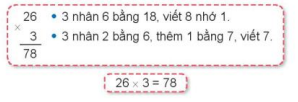 26 • 3 nhân 6 bằng 18, viết 8 nhớ 1.
×
3 • 3 nhân 2 bằng 6, thêm 1 bằng 7, viết 7.
78
26 × 3 = 78